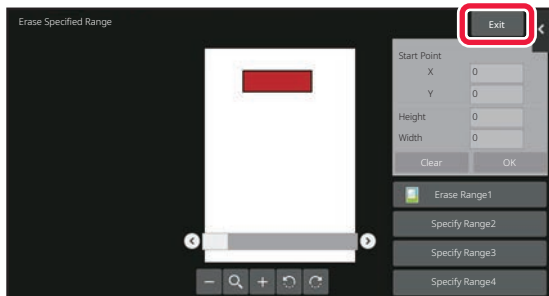 Erase Specified Range
Exit
Start Point
X 0
Y 0
Height 0
Width 0
Clear OK
Erase Range1
Specify Range2
Specify Range3
Specify Range4